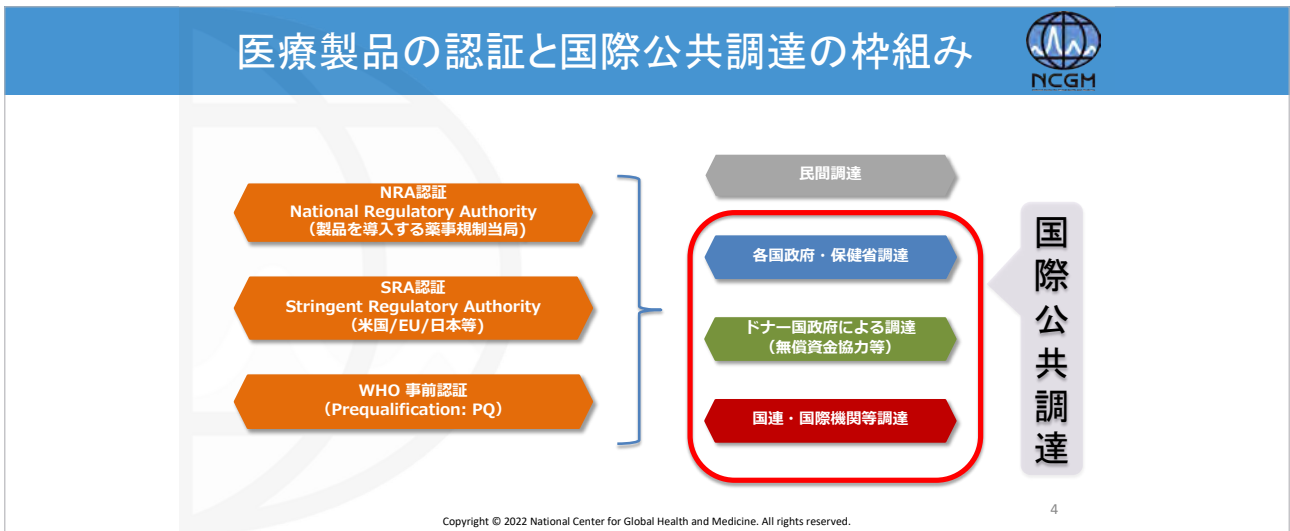 医療製品の認証と国際公共調達の枠組み
NCGM
NRA認証
National Regulatory Authority
（製品を導入する薬事規制当局)
SRA認証
Stringent Regulatory Authority
（米国/EU/日本等)
WHO 事前認証
（Prequalification: PQ）
民間調達
各国政府・保健省調達
ドナー国政府による調達
（無償資金協力等）
国連・国際機関等調達
国際公共調達
4
Copyright © 2022 National Center for Global Health and Medicine. All rights reserved.